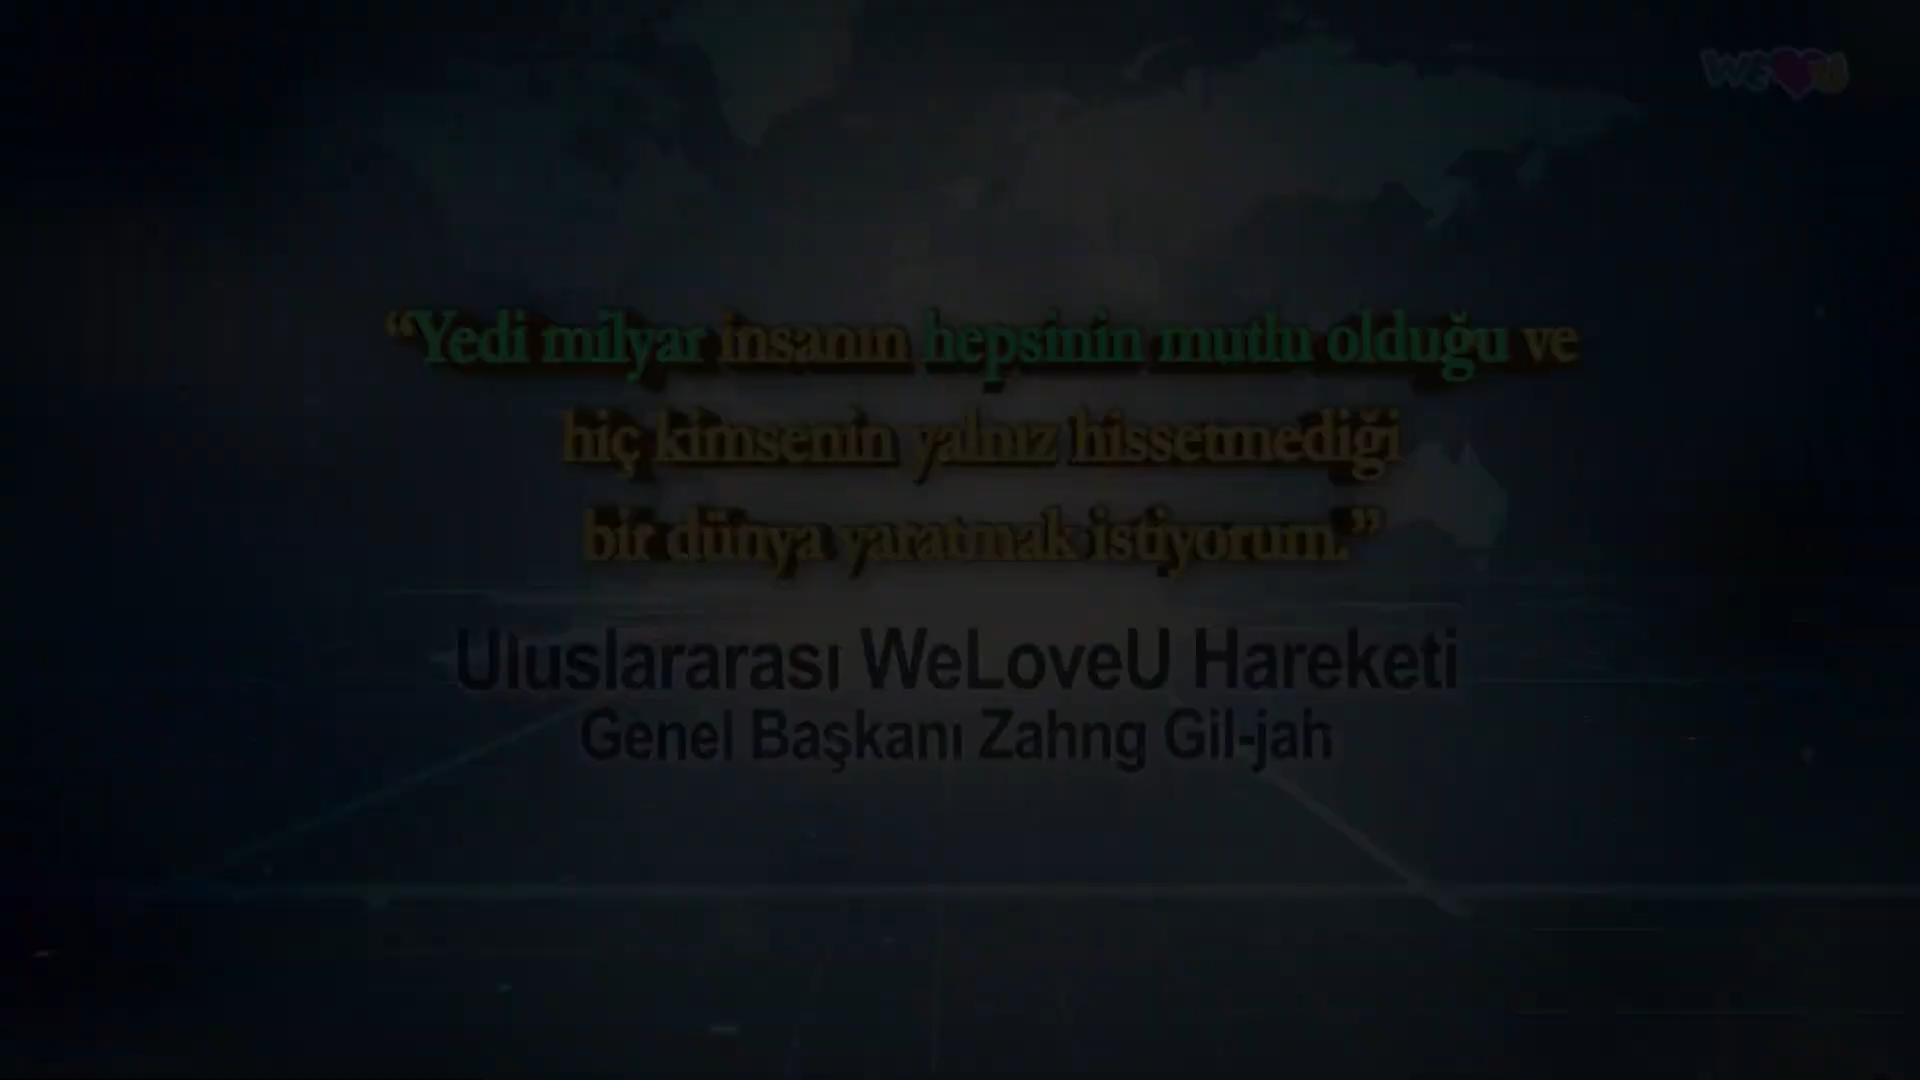 WE U
“Yedi milyar insanın hepsinin mutlu olduğu ve
hiç kimsenin yalnız hissetmediği
bir dünya yaratmak istiyorum.”
Uluslararası WeLoveU Hareketi
Genel Başkanı Zahng Gil-jah